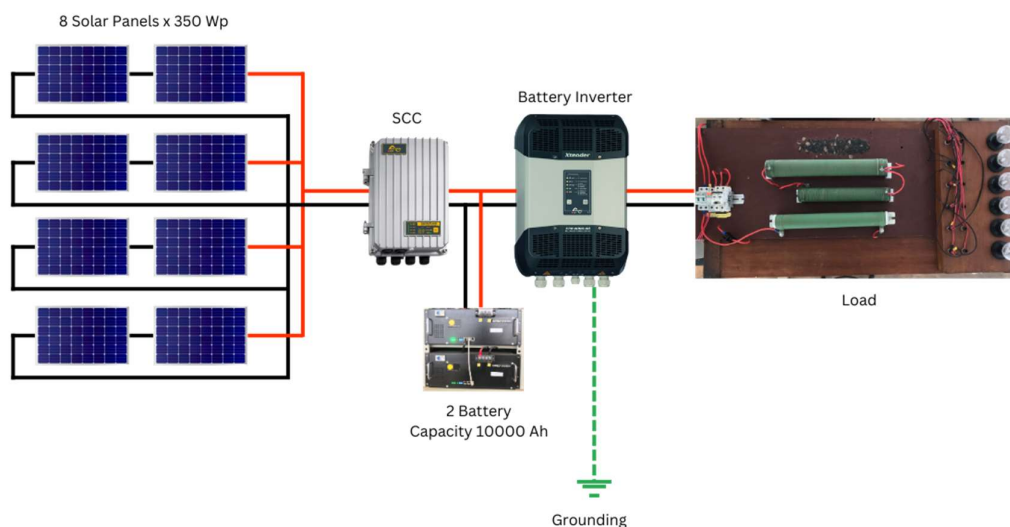 8 Solar Panels x 350 Wp
SCC
Battery Inverter
Xtender
Load
2 Battery
Capacity 10000 Ah
Grounding